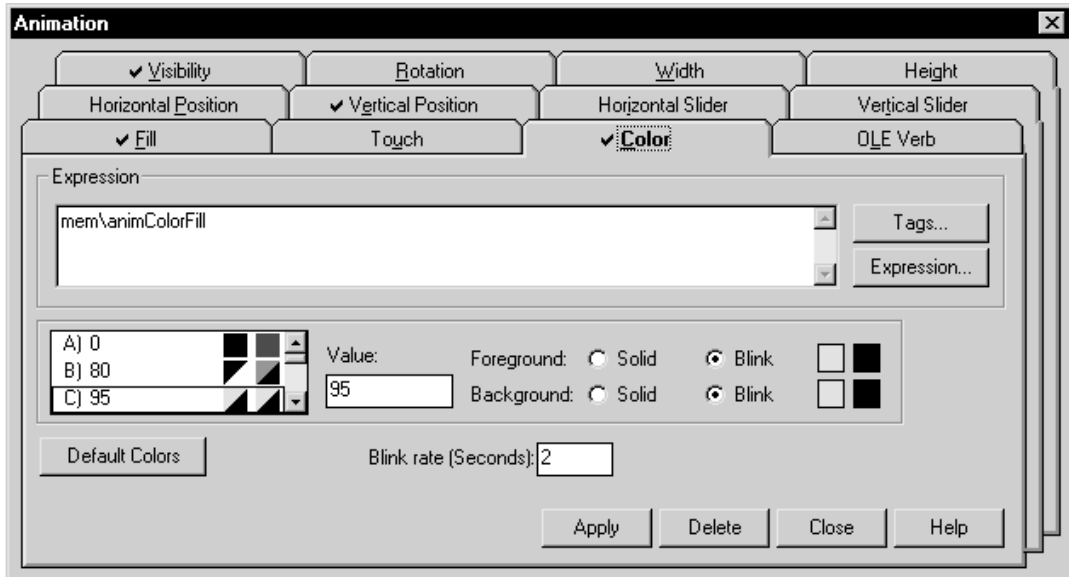 Animation
Visibility Rotation Width Height
Horizontal Position Vertical Position Horizontal Slider Vertical Slider
Fill Touch Color OLE Verb
Expression
mem\animColorFill
Tags...
Expression...
A) 0
B) 80
C) 95
Value:
95
Foreground: Solid Blink
Background: Solid Blink
Default Colors
Blink rate (Seconds): 2
Apply Delete Close Help